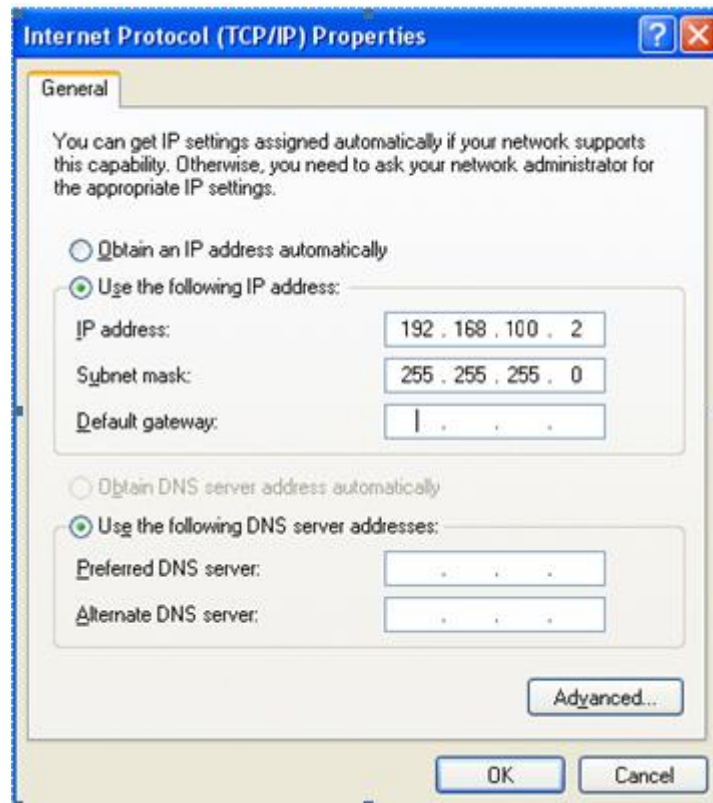 Internet Protocol (TCP/IP) Properties
General
You can get IP settings assigned automatically if your network supports
this capability. Otherwise, you need to ask your network administrator for
the appropriate IP settings.
Obtain an IP address automatically
Use the following IP address:
IP address: 192 . 168 . 100 . 2
Subnet mask: 255 . 255 . 255 . 0
Default gateway: . . .
Obtain DNS server address automatically
Use the following DNS server addresses:
Preferred DNS server: . . .
Alternate DNS server: . . .
Advanced...
OK Cancel